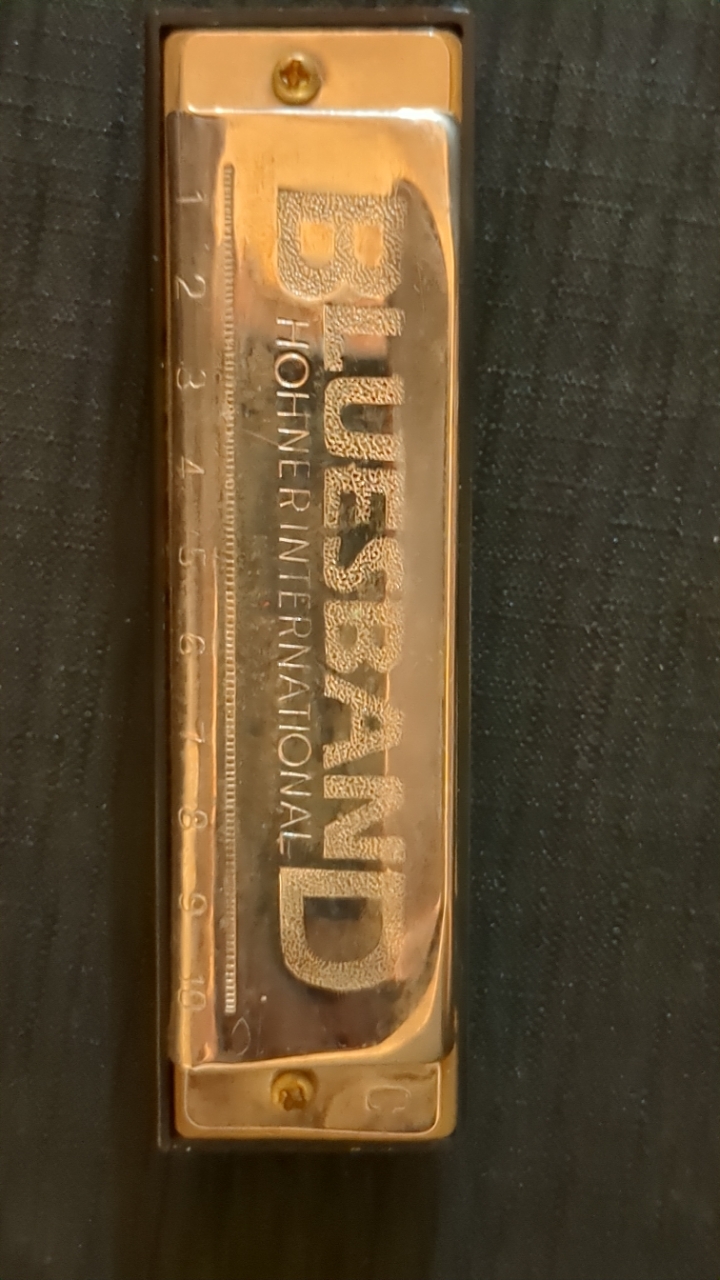 BLUESBAND
HOHNER INTERNATIONAL
1 2 3 4 5 6 7 8 9 10
C